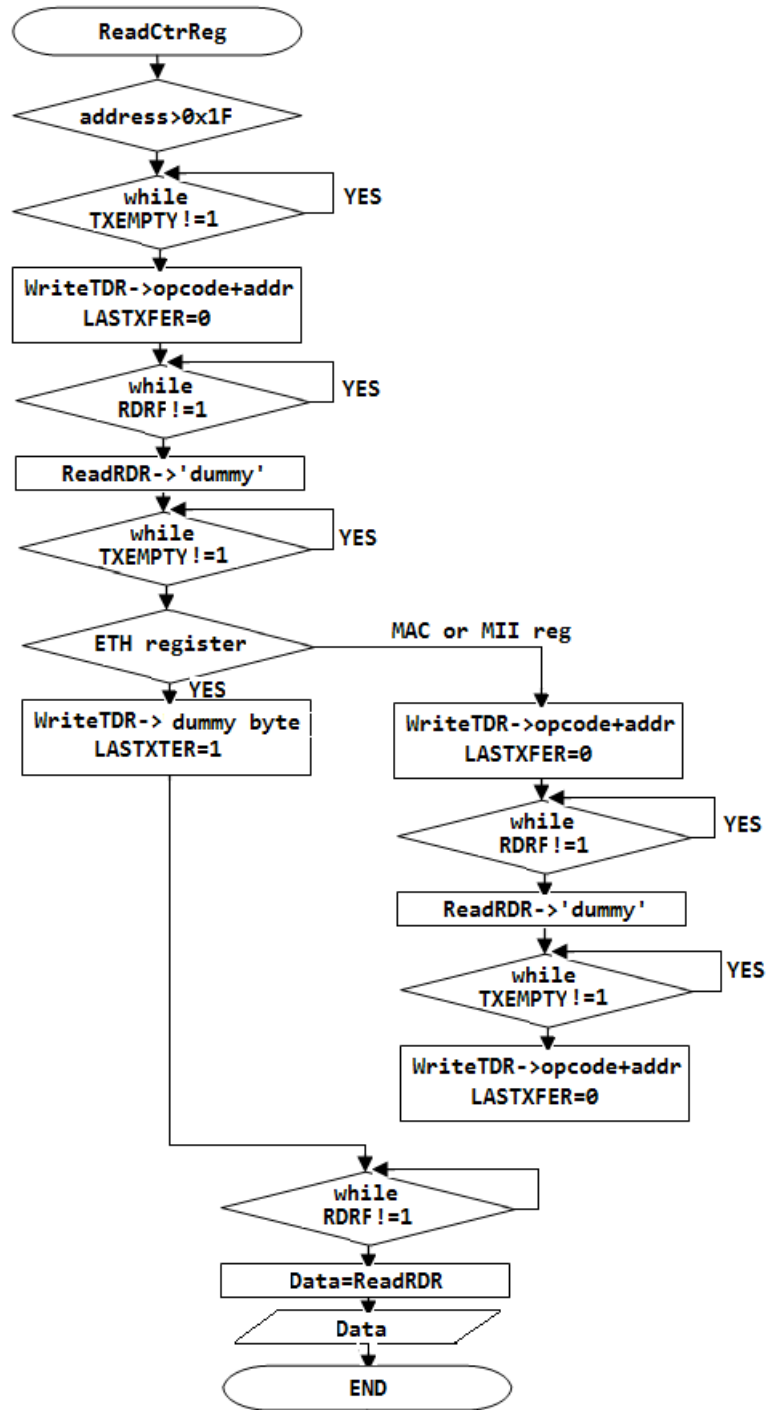 ReadCtrReg
address>0x1F
while
TXEMPTY!=1
YES
WriteTDR->opcode+addr
LASTXFER=0
while
RDRF!=1
YES
ReadRDR->'dummy'
while
TXEMPTY!=1
YES
ETH register
MAC or MII reg
YES
WriteTDR-> dummy byte
LASTXTER=1
WriteTDR->opcode+addr
LASTXFER=0
while
RDRF!=1
YES
ReadRDR->'dummy'
while
TXEMPTY!=1
YES
WriteTDR->opcode+addr
LASTXFER=0
while
RDRF!=1
Data=ReadRDR
Data
END